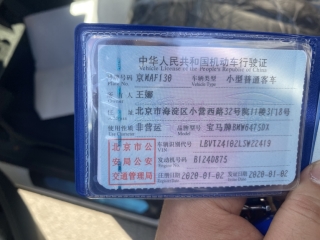 中华人民共和国机动车行驶证
Vehicle License of the People's Republic of China
号牌号码 京MAF136 车辆类型 小型普通客车
所有人 王娜
住址 北京市海淀区小营西路32号院11楼3门8号
使用性质 非营运 品牌型号 宝马牌BMW6475DX
北京市公
安局公安
交通管理局
车辆识别代号 LBVTZ4102LSW22419
发动机号码 B1240875
注册日期 2020-01-02 发证日期 2020-01-02